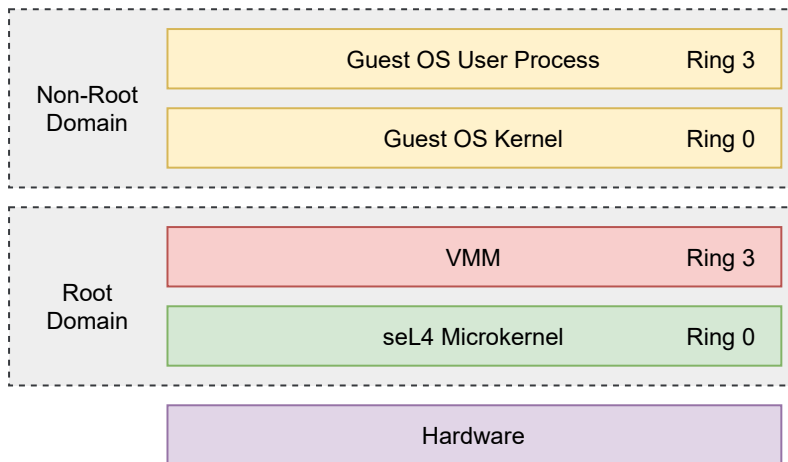 Guest OS User Process Ring 3
Non-Root
Domain
Guest OS Kernel Ring 0
VMM Ring 3
Root
Domain
seL4 Microkernel Ring 0
Hardware